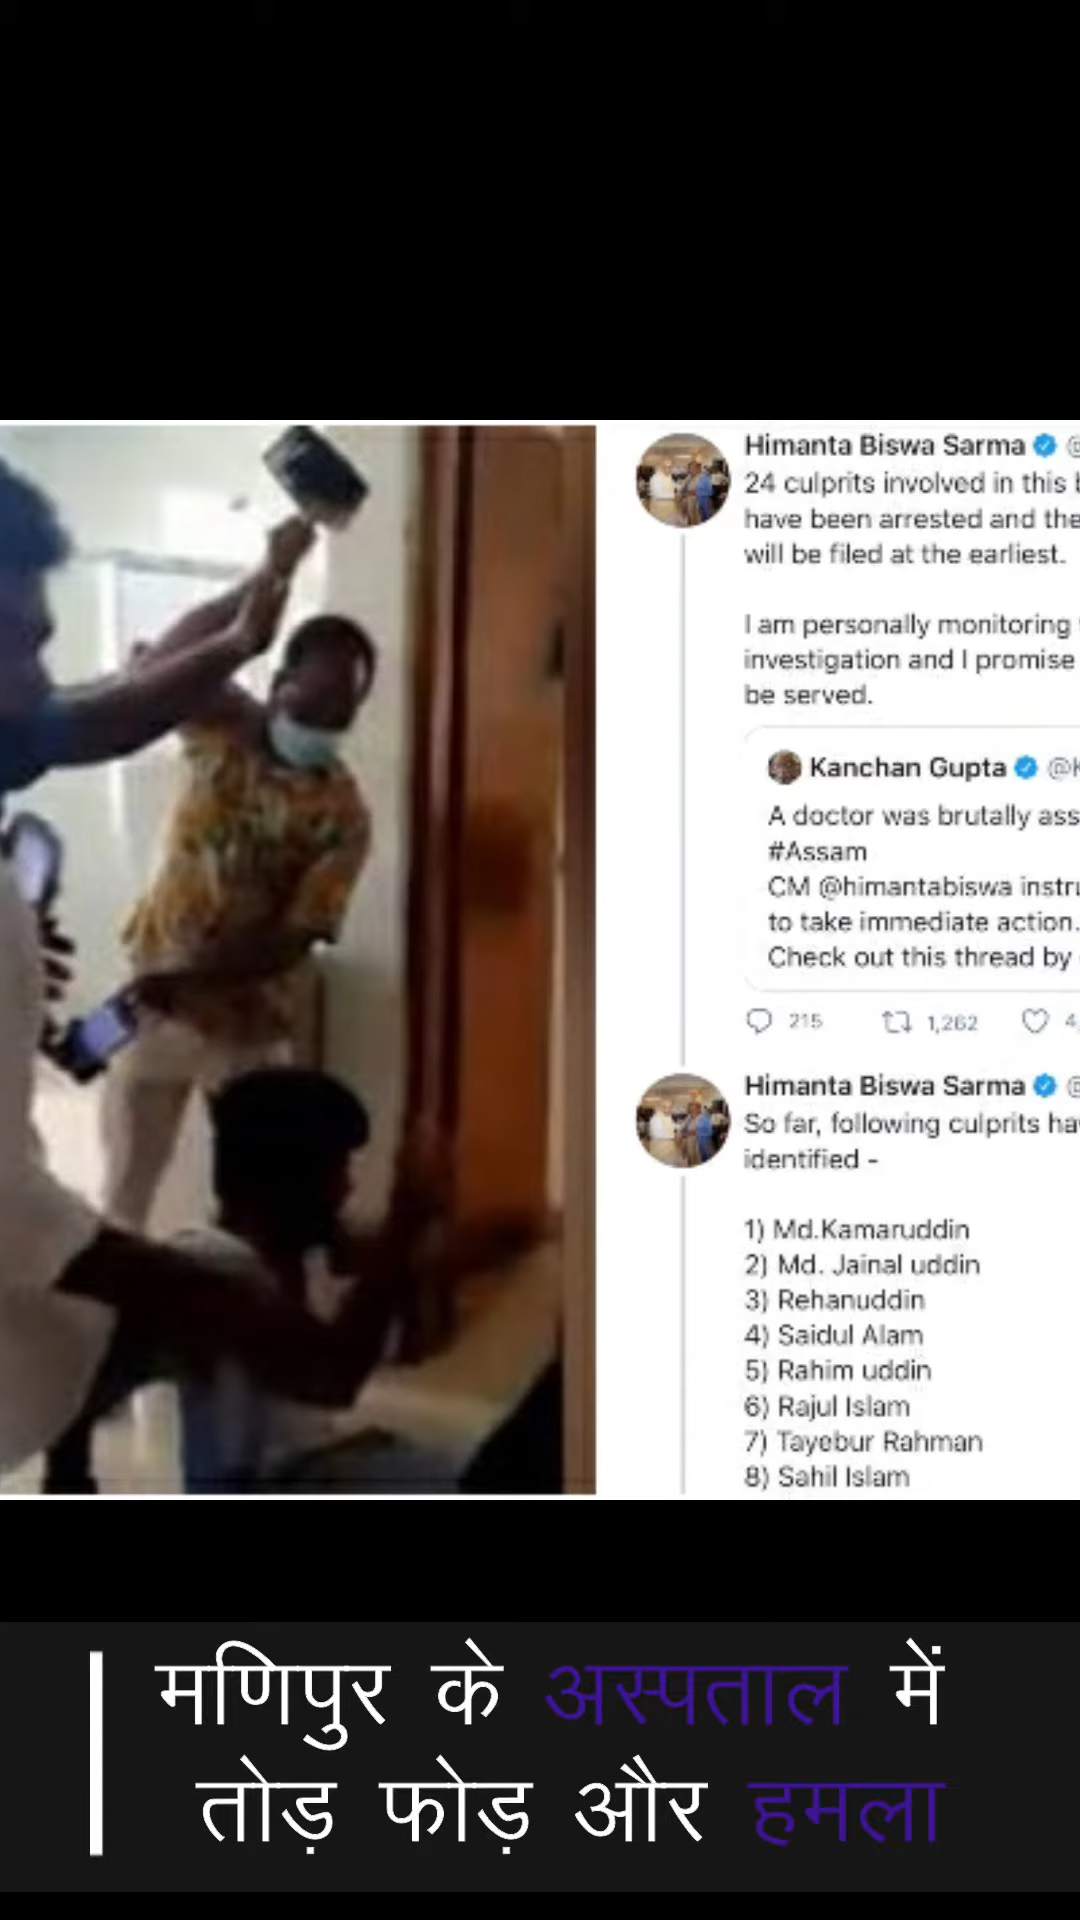 Himanta Biswa Sarma
24 culprits involved in this
have been arrested and the
will be filed at the earliest.
I am personally monitoring
investigation and I promise
be served.
Kanchan Gupta @
A doctor was brutally
#Assam
CM @himantabiswa
to take immediate action.
Check out this thread by
215 1,262
Himanta Biswa Sarma
So far, following culprits
identified -
1) Md.Kamaruddin
2) Md. Jainal uddin
3) Rehanuddin
4) Saidul Alam
5) Rahim uddin
6) Rajul Islam
7) Tayebur Rahman
8) Sahil Islam
मणिपुर के अस्पताल में
तोड़ फोड़ और हमला